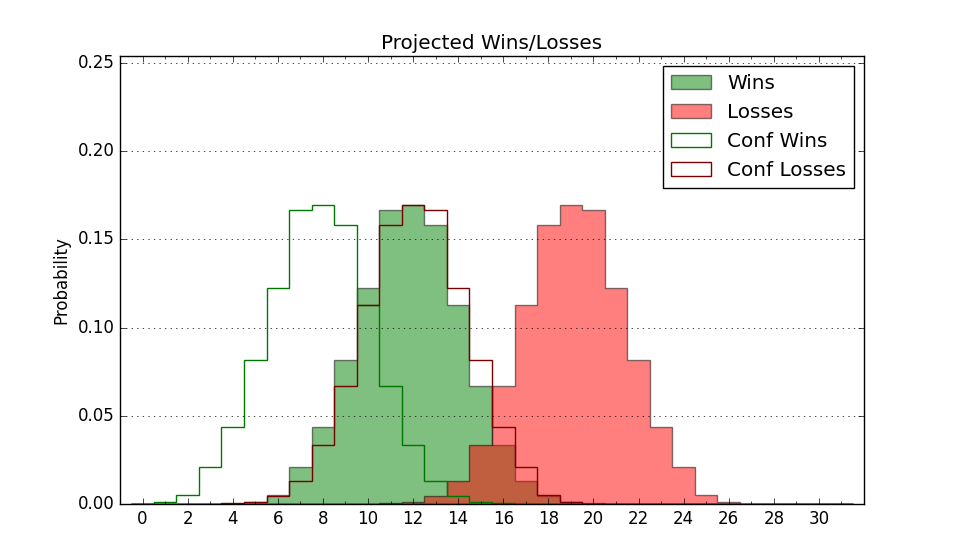 Projected Wins/Losses
Wins
Losses
Conf Wins
Conf Losses
Probability
0.25
0.20
0.15
0.10
0.05
0.00
0 2 4 6 8 10 12 14 16 18 20 22 24 26 28 30